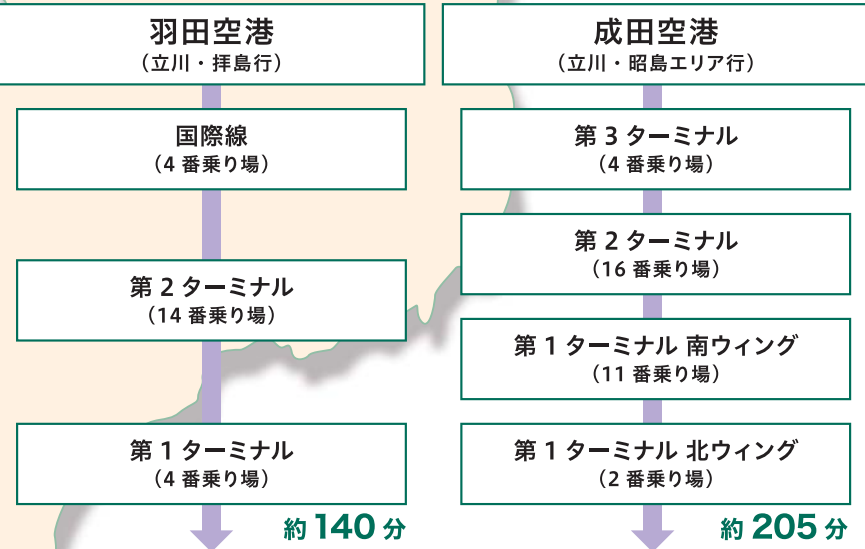 羽田空港
（立川・拝島行）
国際線
（4 番乗り場）
第 2 ターミナル
（14 番乗り場）
第 1 ターミナル
（4 番乗り場）
約 140 分
成田空港
（立川・昭島エリア行）
第 3 ターミナル
（4 番乗り場）
第 2 ターミナル
（16 番乗り場）
第 1 ターミナル 南ウィング
（11 番乗り場）
第 1 ターミナル 北ウィング
（2 番乗り場）
約 205 分